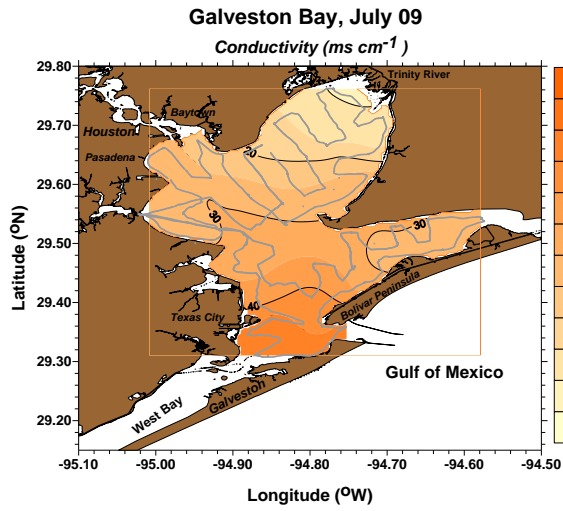 Galveston Bay, July 09
Conductivity (ms cm-1 )
29.80
29.70
29.60
29.50
29.40
29.30
29.20
Latitude (ON)
Trinity River
Baytown
Houston
Pasadena
20
30
30
40
Texas City
Bolivar Peninsula
Gulf of Mexico
Galveston
West Bay
-95.10 -95.00 -94.90 -94.80 -94.70 -94.60 -94.50
Longitude (OW)